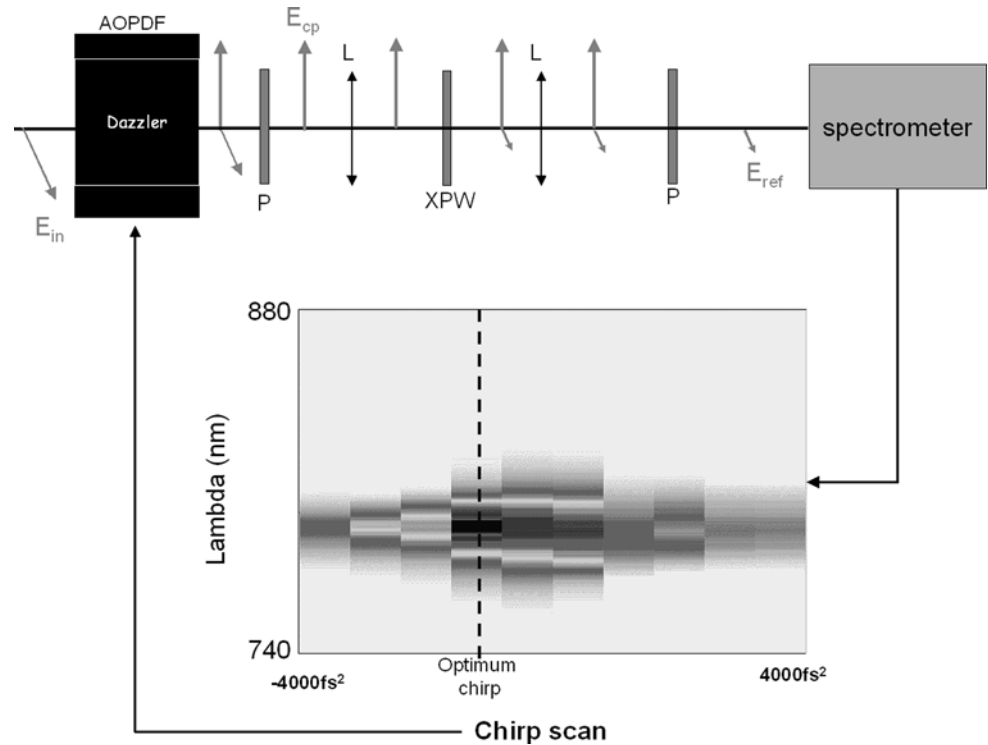 AOPDF
Dazzler
E_in
P
E_cp
L
XPW
L
P
E_ref
spectrometer
880
Lambda (nm)
740
-4000fs²
Optimum
chirp
4000fs²
Chirp scan